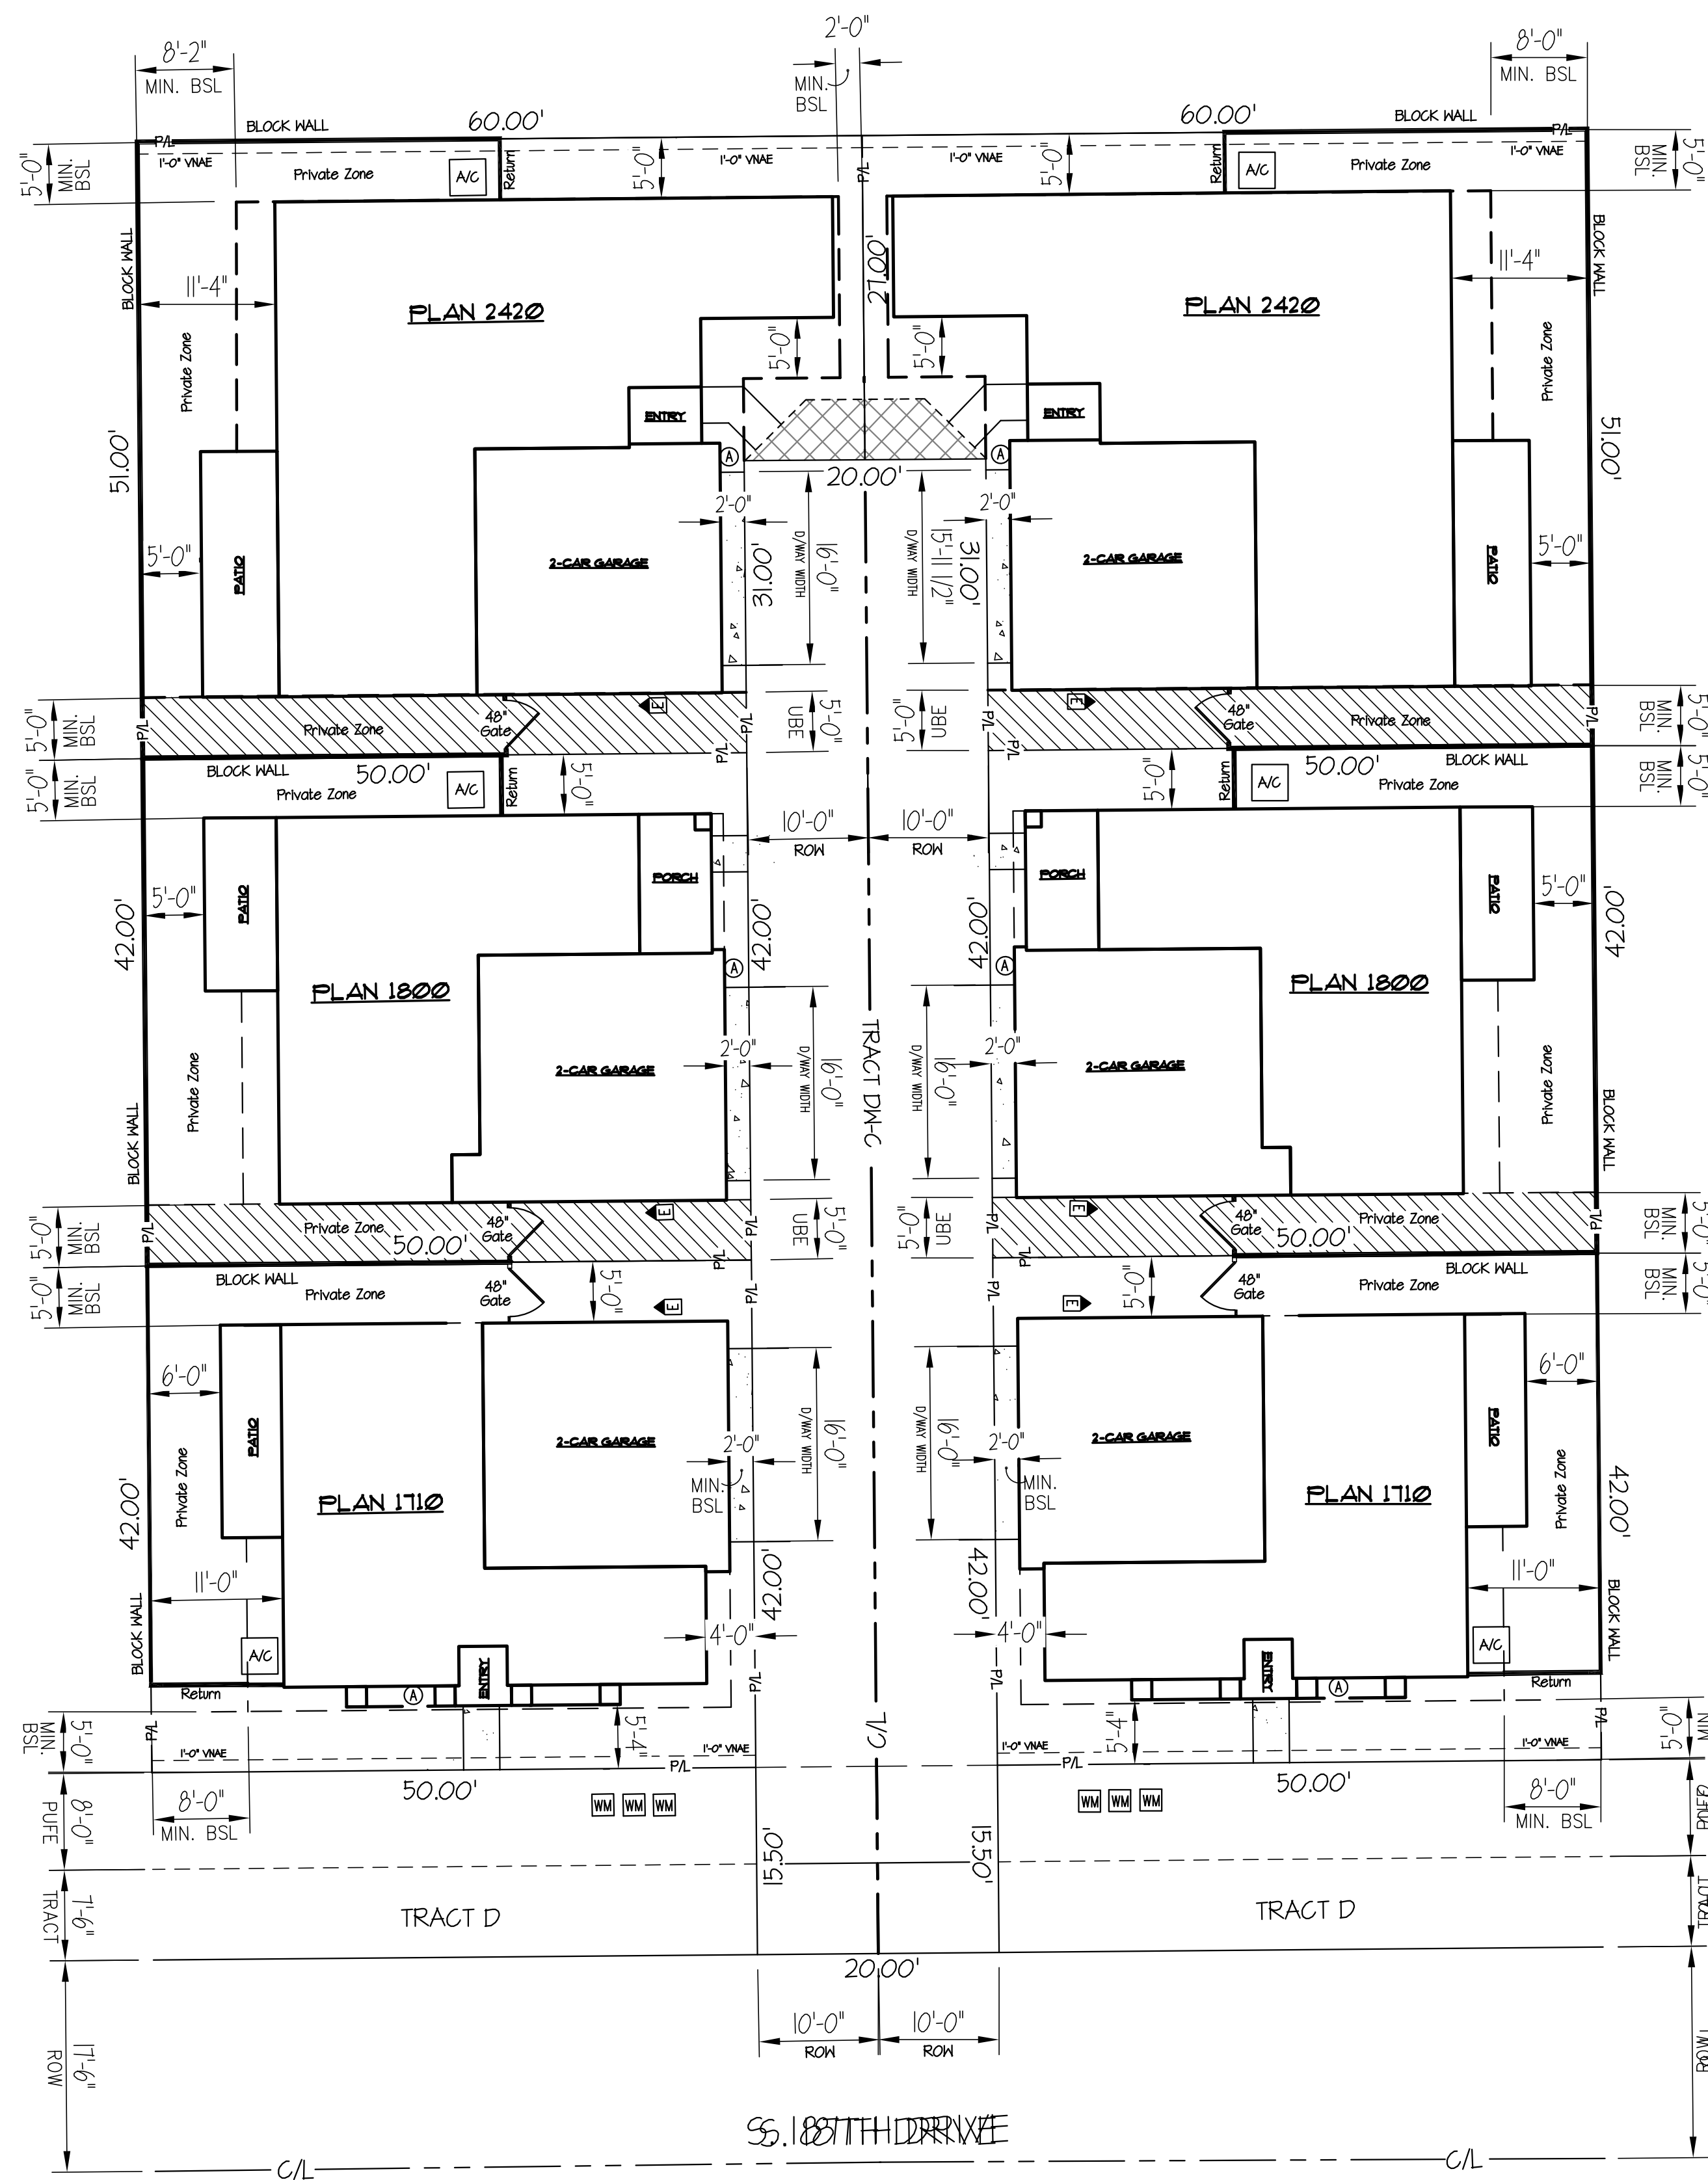 2'-0"
8'-2"
MIN. BSL
MIN.
BSL
8'-0"
MIN. BSL
BLOCK WALL
60.00'
60.00'
BLOCK WALL
P/L
P/L
5'-0"
MIN.
BSL
1'-0" VNAE
Private Zone
A/C
Return
5'-0"
1'-0" VNAE
P/L
1'-0" VNAE
5'-0"
Return
A/C
Private Zone
1'-0" VNAE
5'-0"
MIN.
BSL
BLOCK WALL
11'-4"
PLAN 2420
27.00'
PLAN 2420
11'-4"
BLOCK WALL
Private Zone
5'-0"
5'-0"
Private Zone
51.00'
ENTRY
ENTRY
51.00'
A
A
20.00'
2'-0"
2'-0"
5'-0"
PATIO
2-CAR GARAGE
31.00'
D/WAY WIDTH
16'-0"
D/WAY WIDTH
15'-11 1/2"
31.00'
2-CAR GARAGE
PATIO
5'-0"
5'-0"
MIN.
BSL
P/L
Private Zone
48"
Gate
E
P/L
P/L
UBE
5'-0"
5'-0"
UBE
P/L
P/L
E
48"
Gate
Private Zone
P/L
5'-0"
MIN.
BSL
5'-0"
MIN.
BSL
BLOCK WALL
50.00'
Private Zone
A/C
Return
5'-0"
5'-0"
Return
A/C
50.00'
BLOCK WALL
Private Zone
5'-0"
MIN.
BSL
10'-0"
ROW
10'-0"
ROW
5'-0"
PATIO
PORCH
PORCH
PATIO
5'-0"
42.00'
42.00'
42.00'
42.00'
A
A
PLAN 1800
PLAN 1800
TRACT DW-C
Private Zone
2-CAR GARAGE
2'-0"
D/WAY WIDTH
16'-0"
D/WAY WIDTH
16'-0"
2'-0"
2-CAR GARAGE
Private Zone
BLOCK WALL
BLOCK WALL
5'-0"
MIN.
BSL
P/L
Private Zone
50.00'
48"
Gate
E
P/L
P/L
UBE
5'-0"
5'-0"
UBE
P/L
P/L
E
48"
Gate
50.00'
Private Zone
P/L
5'-0"
MIN.
BSL
5'-0"
MIN.
BSL
BLOCK WALL
Private Zone
48"
Gate
5'-0"
E
P/L
P/L
E
5'-0"
48"
Gate
BLOCK WALL
Private Zone
5'-0"
MIN.
BSL
6'-0"
PATIO
2-CAR GARAGE
2'-0"
MIN.
BSL
D/WAY WIDTH
16'-0"
D/WAY WIDTH
16'-0"
2'-0"
MIN.
BSL
2-CAR GARAGE
PATIO
6'-0"
Private Zone
PLAN 1710
PLAN 1710
Private Zone
42.00'
42.00'
42.00'
42.00'
11'-0"
11'-0"
BLOCK WALL
4'-0"
4'-0"
BLOCK WALL
A/C
ENTRY
ENTRY
A/C
Return
A
P/L
P/L
A
Return
5'-0"
MIN.
BSL
P/L
1'-0" VNAE
5'-4"
1'-0" VNAE
C/L
1'-0" VNAE
5'-4"
1'-0" VNAE
P/L
5'-0"
MIN
P/L
P/L
50.00'
50.00'
8'-0"
PUFE
8'-0"
MIN. BSL
WM WM WM
WM WM WM
8'-0"
MIN. BSL
15.50'
15.50'
7'-6"
TRACT
TRACT D
TRACT D
20.00'
10'-0"
ROW
10'-0"
ROW
17'-6"
ROW
C/L
C/L